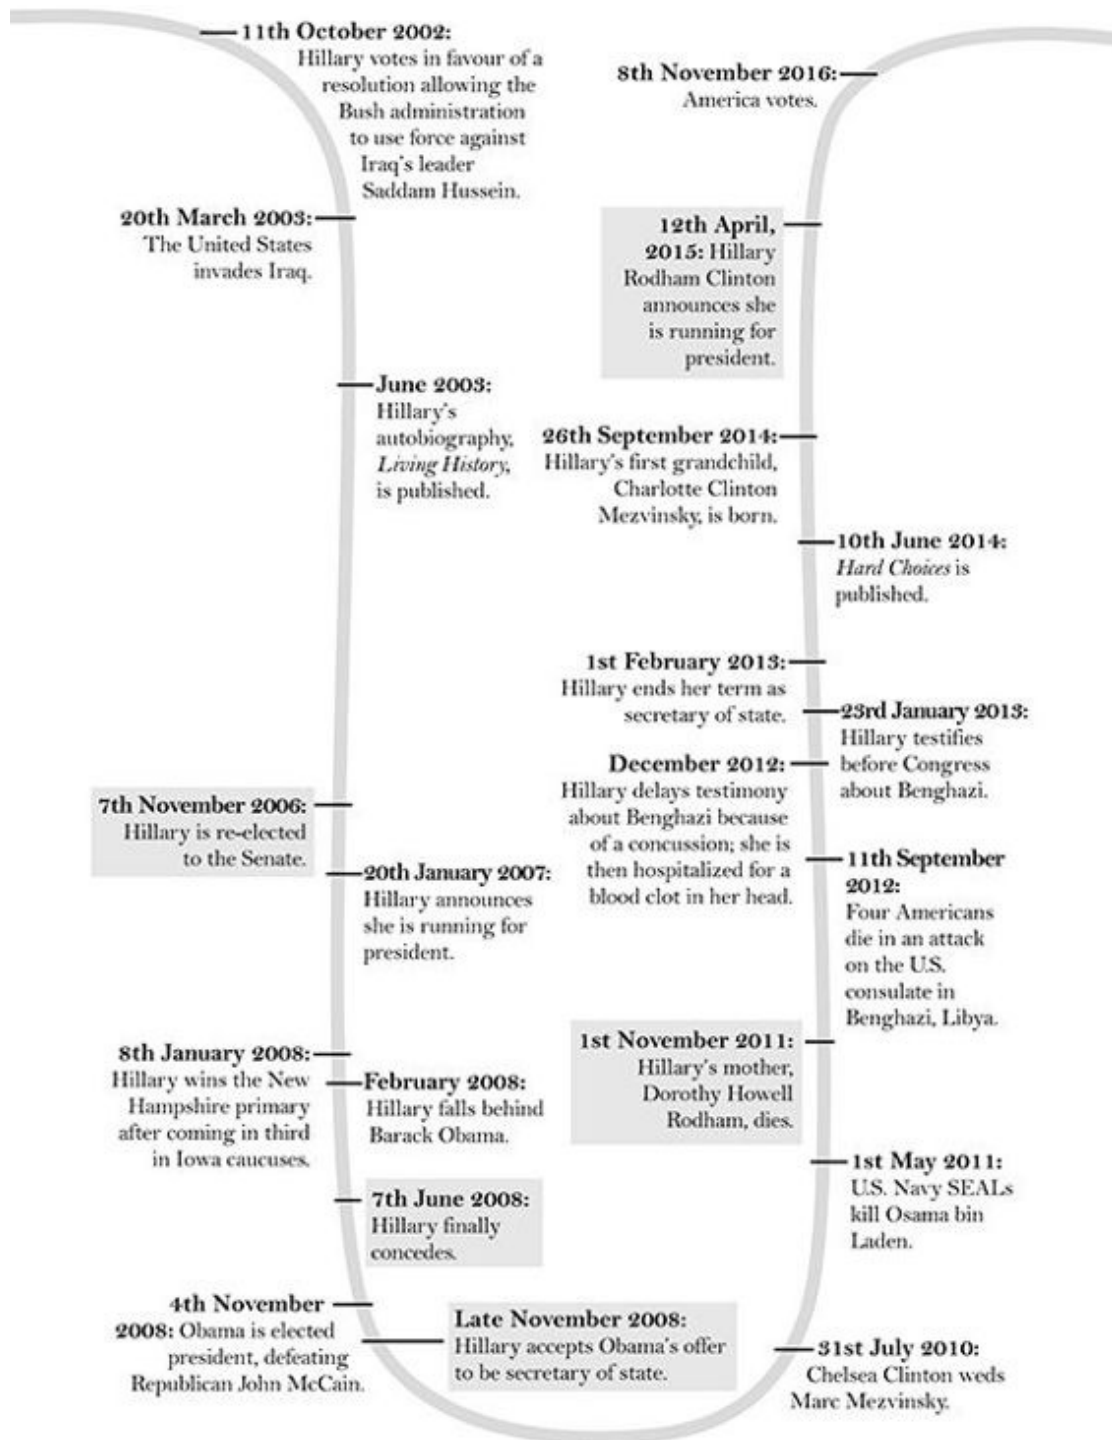 11th October 2002:
Hillary votes in favour of a
resolution allowing the
Bush administration
to use force against
Iraq's leader
Saddam Hussein.
20th March 2003:
The United States
invades Iraq.
June 2003:
Hillary's
autobiography,
Living History,
is published.
7th November 2006:
Hillary is re-elected
to the Senate.
20th January 2007:
Hillary announces
she is running for
president.
8th January 2008:
Hillary wins the New
Hampshire primary
after coming in third
in Iowa caucuses.
February 2008:
Hillary falls behind
Barack Obama.
7th June 2008:
Hillary finally
concedes.
4th November
2008: Obama is elected
president, defeating
Republican John McCain.
Late November 2008:
Hillary accepts Obama's offer
to be secretary of state.
31st July 2010:
Chelsea Clinton weds
Marc Mezvinsky.
1st May 2011:
U.S. Navy SEALs
kill Osama bin
Laden.
1st November 2011:
Hillary's mother,
Dorothy Howell
Rodham, dies.
11th September
2012:
Four Americans
die in an attack
on the U.S.
consulate in
Benghazi, Libya.
December 2012:
Hillary delays testimony
about Benghazi because
of a concussion; she is
then hospitalized for a
blood clot in her head.
23rd January 2013:
Hillary testifies
before Congress
about Benghazi.
1st February 2013:
Hillary ends her term as
secretary of state.
10th June 2014:
Hard Choices is
published.
26th September 2014:
Hillary's first grandchild,
Charlotte Clinton
Mezvinsky, is born.
12th April,
2015: Hillary
Rodham Clinton
announces she
is running for
president.
8th November 2016:
America votes.